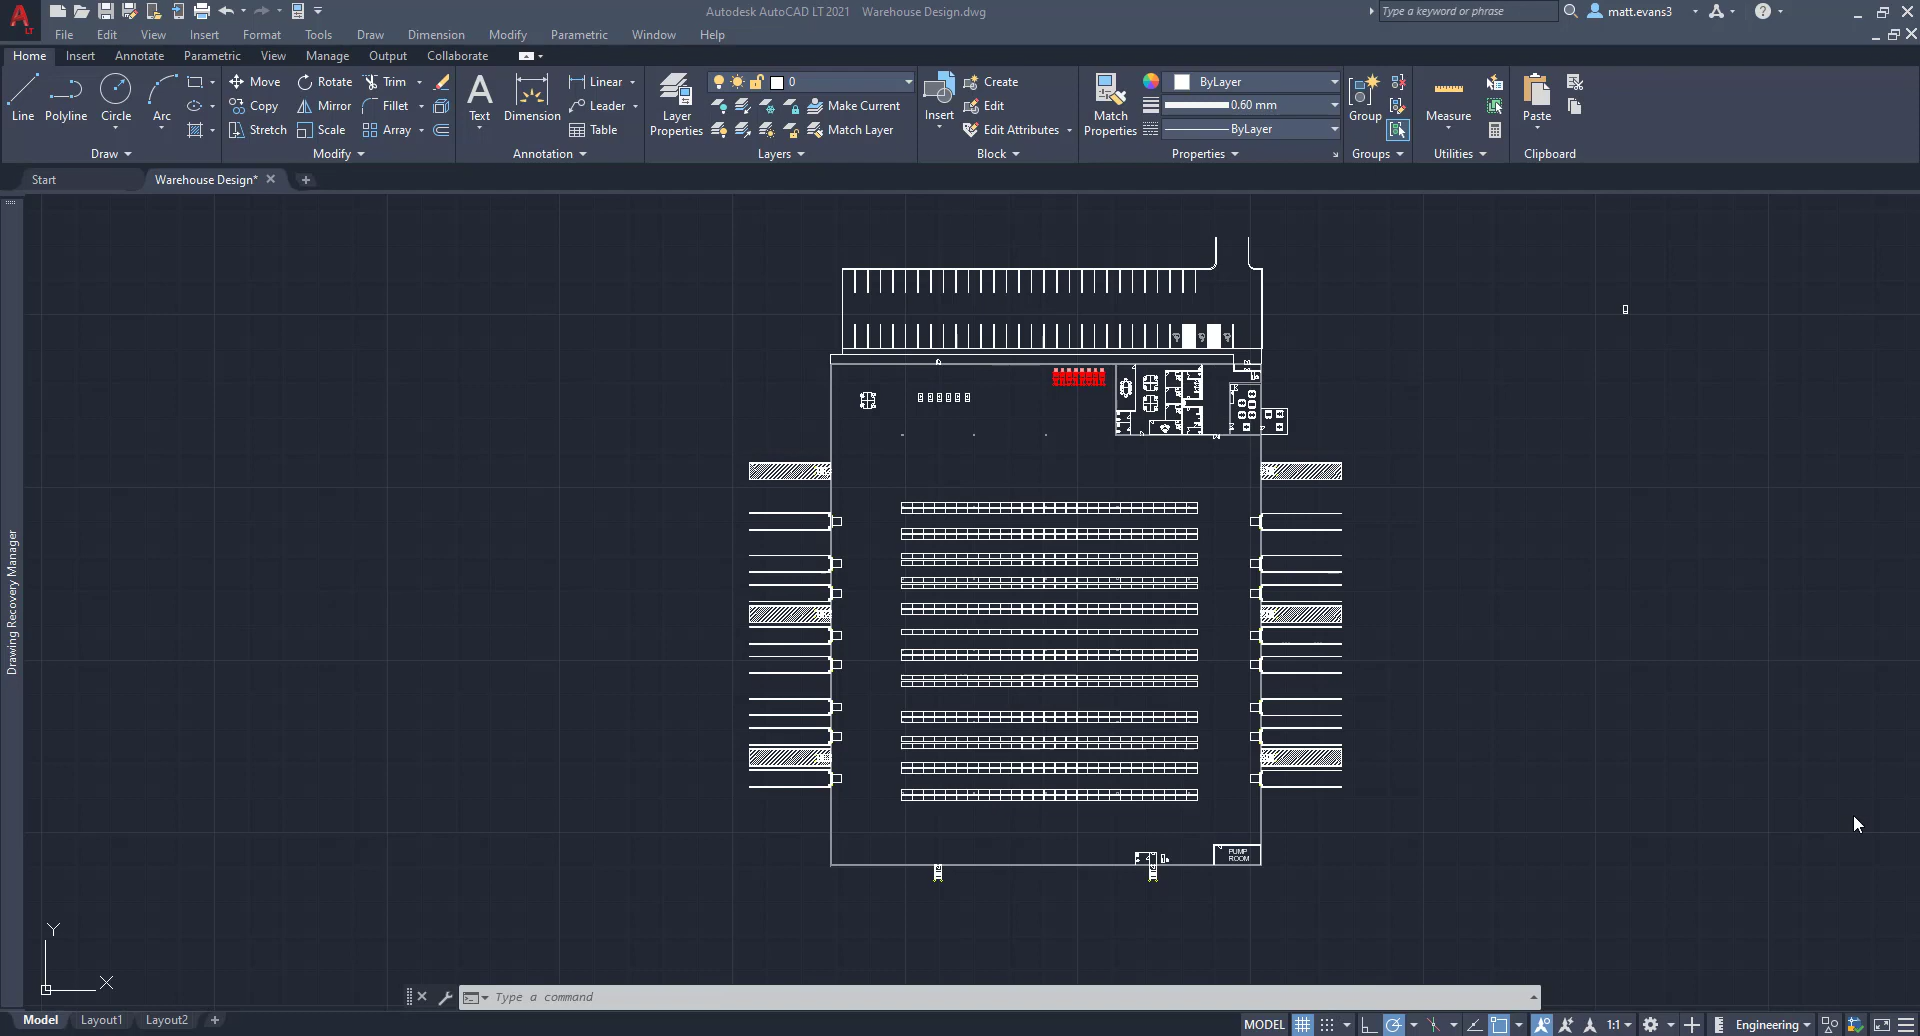 LT
Autodesk AutoCAD LT 2021 Warehouse Design.dwg
Type a keyword or phrase
matt.evans3
File Edit View Insert Format Tools Draw Dimension Modify Parametric Window Help
Home Insert Annotate Parametric View Manage Output Collaborate
Line Polyline Circle Arc
Move Rotate Trim
Copy Mirror Fillet
Stretch Scale Array
Text Dimension
Linear
Leader
Table
Layer Properties
0
Make Current
Match Layer
Insert
Create
Edit
Edit Attributes
Match Properties
ByLayer
0.60 mm
ByLayer
Group
Measure
Paste
Draw Modify Annotation Layers Block Properties Groups Utilities Clipboard
Start Warehouse Design*
Drawing Recovery Manager
PUMP
ROOM
Y
X
Type a command
Model Layout1 Layout2
MODEL 1:1 Engineering